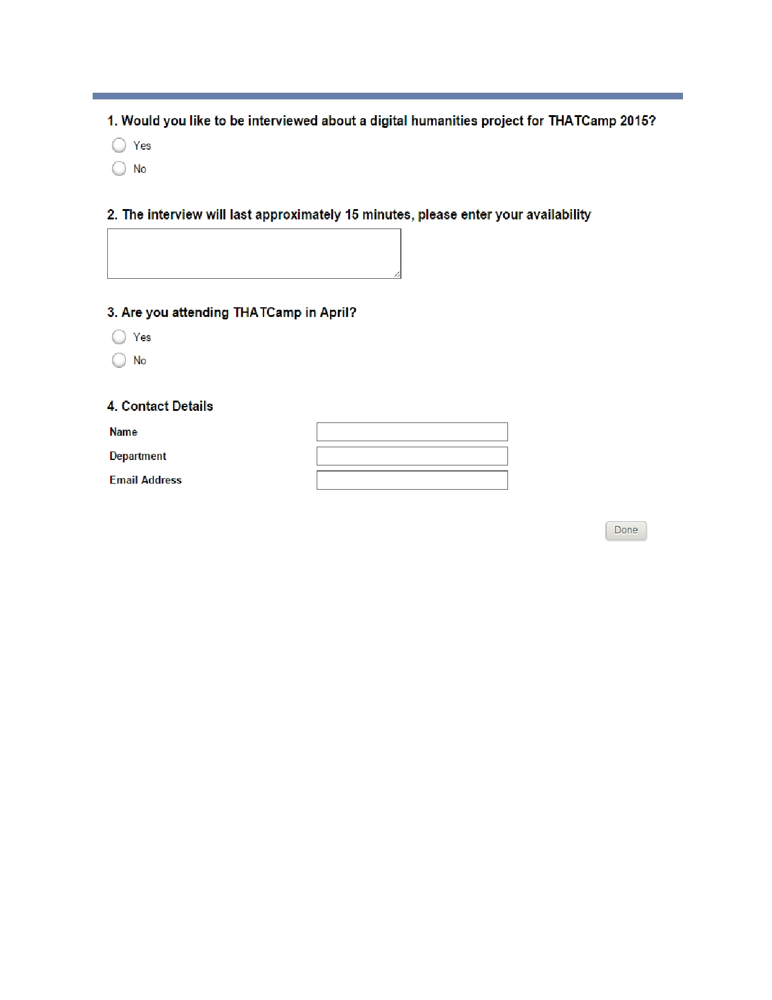 1. Would you like to be interviewed about a digital humanities project for THATCamp 2015?
Yes
No
2. The interview will last approximately 15 minutes, please enter your availability
3. Are you attending THATCamp in April?
Yes
No
4. Contact Details
Name
Department
Email Address
Done